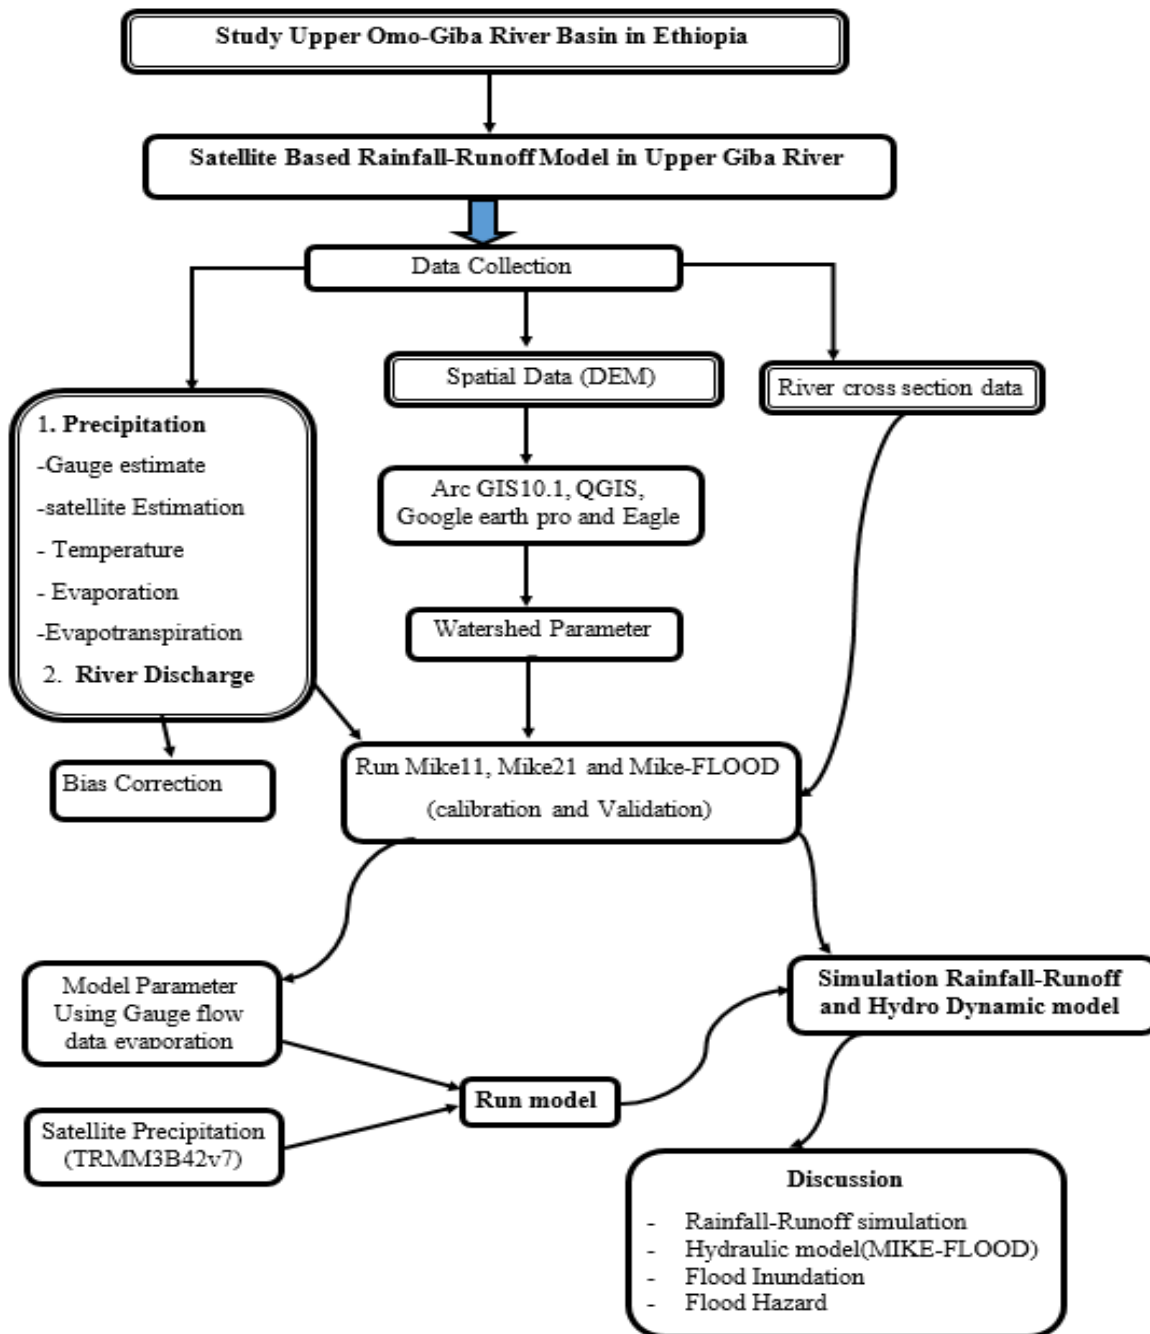 Study Upper Omo-Giba River Basin in Ethiopia
Satellite Based Rainfall-Runoff Model in Upper Giba River
Data Collection
1. Precipitation
-Gauge estimate
-satellite Estimation
- Temperature
- Evaporation
-Evapotranspiration
2. River Discharge
Spatial Data (DEM)
River cross section data
Arc GIS10.1, QGIS,
Google earth pro and Eagle
Watershed Parameter
Bias Correction
Run Mike11, Mike21 and Mike-FLOOD
(calibration and Validation)
Model Parameter
Using Gauge flow
data evaporation
Satellite Precipitation
(TRMM3B42v7)
Run model
Simulation Rainfall-Runoff
and Hydro Dynamic model
Discussion
- Rainfall-Runoff simulation
- Hydraulic model(MIKE-FLOOD)
- Flood Inundation
- Flood Hazard